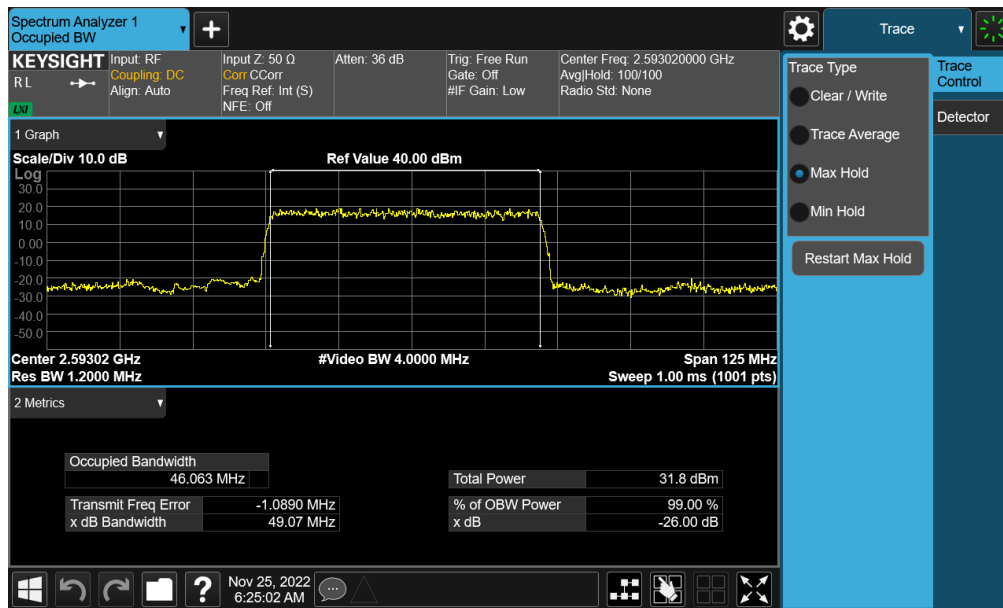 Spectrum Analyzer 1
Occupied BW
+
Trace
KEYSIGHT
R L
LXI
Input: RF
Coupling: DC
Align: Auto
Input Z: 50 Ω
Corr CCorr
Freq Ref: Int (S)
NFE: Off
Atten: 36 dB
Trig: Free Run
Gate: Off
#IF Gain: Low
Center Freq: 2.593020000 GHz
Avg|Hold: 100/100
Radio Std: None
Trace Type
Clear / Write
Trace Average
Max Hold
Min Hold
Restart Max Hold
Trace
Control
Detector
1 Graph
Scale/Div 10.0 dB
Ref Value 40.00 dBm
Log
30.0
20.0
10.0
0.00
-10.0
-20.0
-30.0
-40.0
-50.0
Center 2.59302 GHz
#Video BW 4.0000 MHz
Span 125 MHz
Res BW 1.2000 MHz
Sweep 1.00 ms (1001 pts)
2 Metrics
Occupied Bandwidth
46.063 MHz
Total Power 31.8 dBm
Transmit Freq Error -1.0890 MHz
% of OBW Power 99.00 %
x dB Bandwidth 49.07 MHz
x dB -26.00 dB
?
Nov 25, 2022
6:25:02 AM